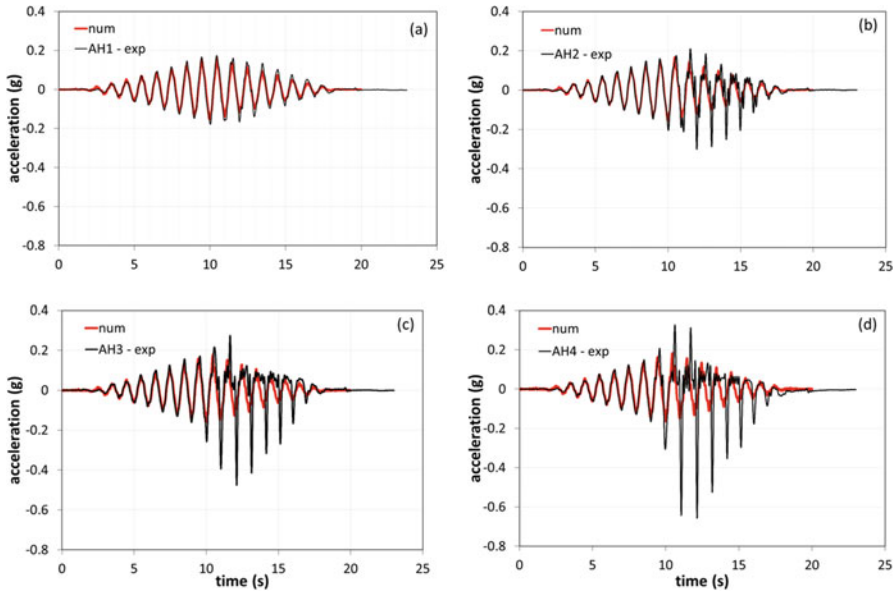 (a)
num
AH1 - exp
acceleration (g)
0.4
0.2
0
-0.2
-0.4
-0.6
-0.8
0 5 10 15 20 25
(b)
num
AH2 - exp
acceleration (g)
0.4
0.2
0
-0.2
-0.4
-0.6
-0.8
0 5 10 15 20 25
(c)
num
AH3 - exp
acceleration (g)
0.4
0.2
0
-0.2
-0.4
-0.6
-0.8
0 5 10 15 20 25
time (s)
(d)
num
AH4 - exp
acceleration (g)
0.4
0.2
0
-0.2
-0.4
-0.6
-0.8
0 5 10 15 20 25
time (s)